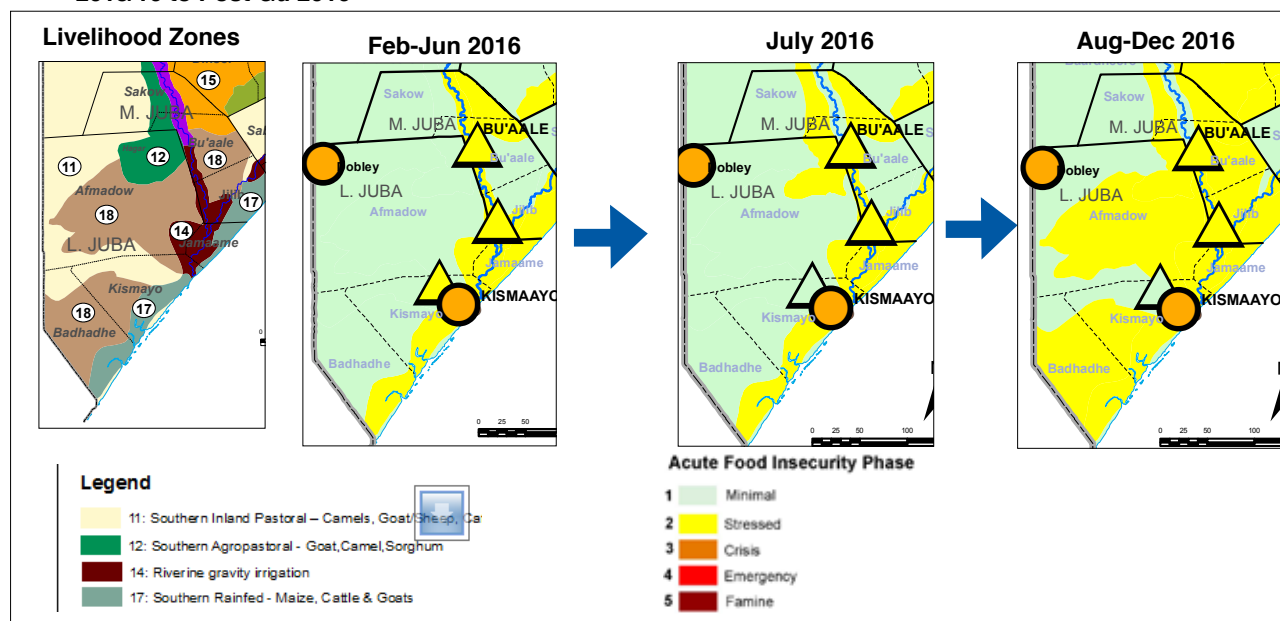 Livelihood Zones
Feb-Jun 2016
July 2016
Aug-Dec 2016
15
Sakow
M. JUBA
Bu'aale
12
18
11
Afmadow
Jilib
17
18
14
L. JUBA
Jamaame
Kismayo
18
17
Badhadhe
Sakow
M. JUBA
BU'AALE
Bu'aale
Dobley
L. JUBA
Afmadow
Jilib
Jamaame
KISMAAYO
Kismayo
Badhadhe
0 25 50
Sakow
M. JUBA
BU'AALE
Bu'aale
Dobley
L. JUBA
Afmadow
Jilib
Jamaame
KISMAAYO
Kismayo
Badhadhe
0 25 50 100
Sakow
M. JUBA
BU'AALE
Bu'aale
Dobley
L. JUBA
Afmadow
Jilib
Jamaame
KISMAAYO
Kismayo
Badhadhe
0 25 50 100
Legend
11: Southern Inland Pastoral – Camels, Goat/Sheep, Ca
12: Southern Agropastoral - Goat,Camel,Sorghum
14: Riverine gravity irrigation
17: Southern Rainfed - Maize, Cattle & Goats
Acute Food Insecurity Phase
1 Minimal
2 Stressed
3 Crisis
4 Emergency
5 Famine